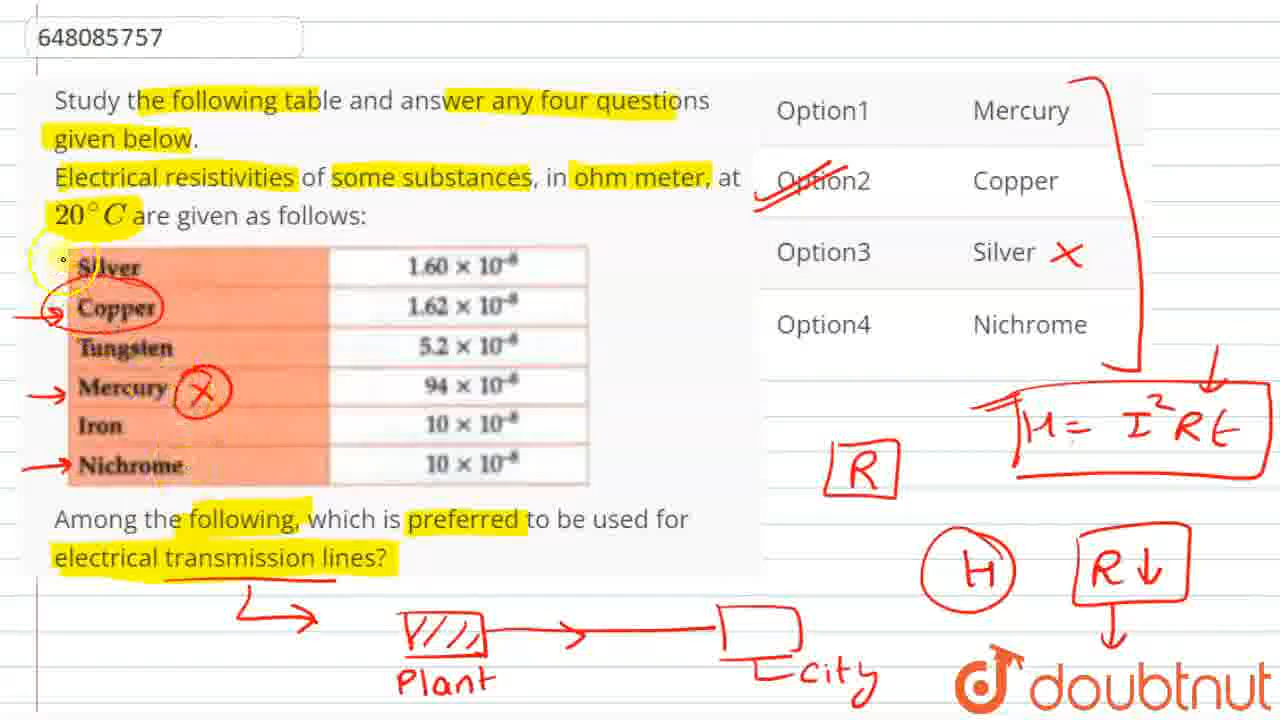 648085757
Study the following table and answer any four questions
given below.
Electrical resistivities of some substances, in ohm meter, at
20°C are given as follows:
Silver 1.60 × 10⁻⁸
Copper 1.62 × 10⁻⁸
Tungsten 5.2 × 10⁻⁸
Mercury 94 × 10⁻⁸
Iron 10 × 10⁻⁸
Nichrome 10 × 10⁻⁸
Among the following, which is preferred to be used for
electrical transmission lines?
Option1 Mercury
Option2 Copper
Option3 Silver
Option4 Nichrome
H = I²Rt
R
H R↓
Plant
City
doubtnut